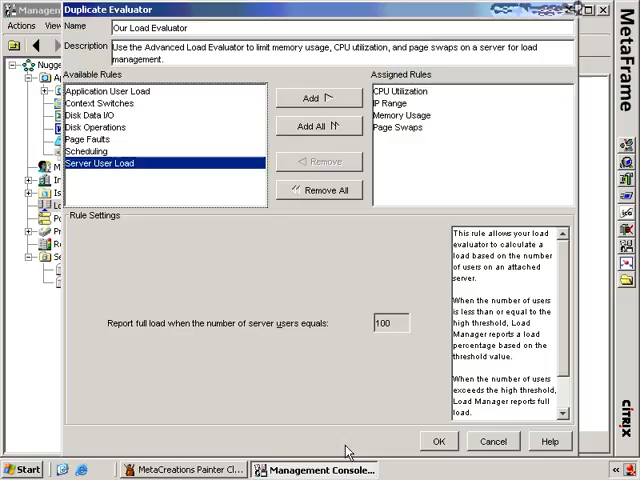 Management
Duplicate Evaluator
Actions
Name
Our Load Evaluator
Description
Use the Advanced Load Evaluator to limit memory usage, CPU utilization, and page swaps on a server for load
management.
Available Rules
Assigned Rules
Application User Load
Context Switches
Disk Data I/O
Disk Operations
Page Faults
Scheduling
Server User Load
Add
Add All
Remove
Remove All
CPU Utilization
IP Range
Memory Usage
Page Swaps
Nugge
Rule Settings
Report full load when the number of server users equals:
100
This rule allows your load
evaluator to calculate a
load based on the number
of users on an attached
server.
When the number of users
is less than or equal to the
high threshold, Load
Manager reports a load
percentage based on the
threshold value.
When the number of users
exceeds the high threshold,
Load Manager reports full
load.
OK
Cancel
Help
MetaFrame
CITRIX
Start
MetaCreations Painter Cl...
Management Console...